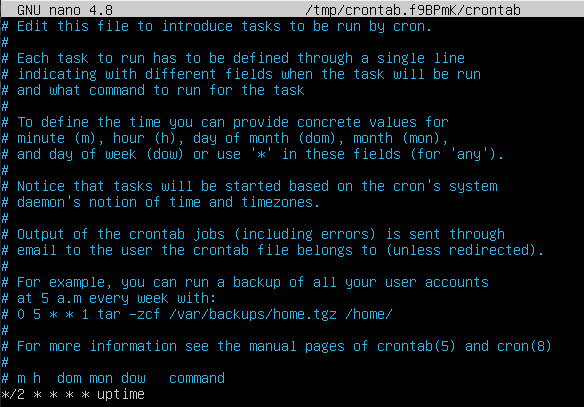 GNU nano 4.8 /tmp/crontab.f9BPmK/crontab
# Edit this file to introduce tasks to be run by cron.
#
# Each task to run has to be defined through a single line
# indicating with different fields when the task will be run
# and what command to run for the task
#
# To define the time you can provide concrete values for
# minute (m), hour (h), day of month (dom), month (mon),
# and day of week (dow) or use '*' in these fields (for 'any').
#
# Notice that tasks will be started based on the cron's system
# daemon's notion of time and timezones.
#
# Output of the crontab jobs (including errors) is sent through
# email to the user the crontab file belongs to (unless redirected).
#
# For example, you can run a backup of all your user accounts
# at 5 a.m every week with:
# 0 5 * * 1 tar -zcf /var/backups/home.tgz /home/
#
# For more information see the manual pages of crontab(5) and cron(8)
#
# m h  dom mon dow   command
*/2 * * * * uptime